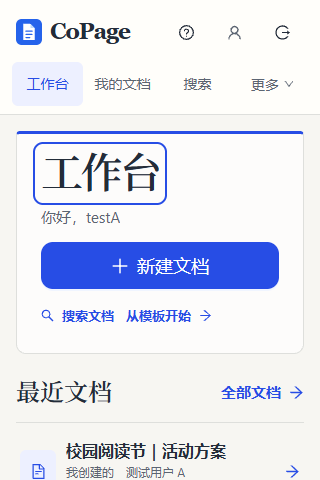 CoPage
工作台 我的文档 搜索 更多
工作台
你好，testA
新建文档
搜索文档 从模板开始
最近文档 全部文档
校园阅读节 | 活动方案
我创建的 测试用户 A